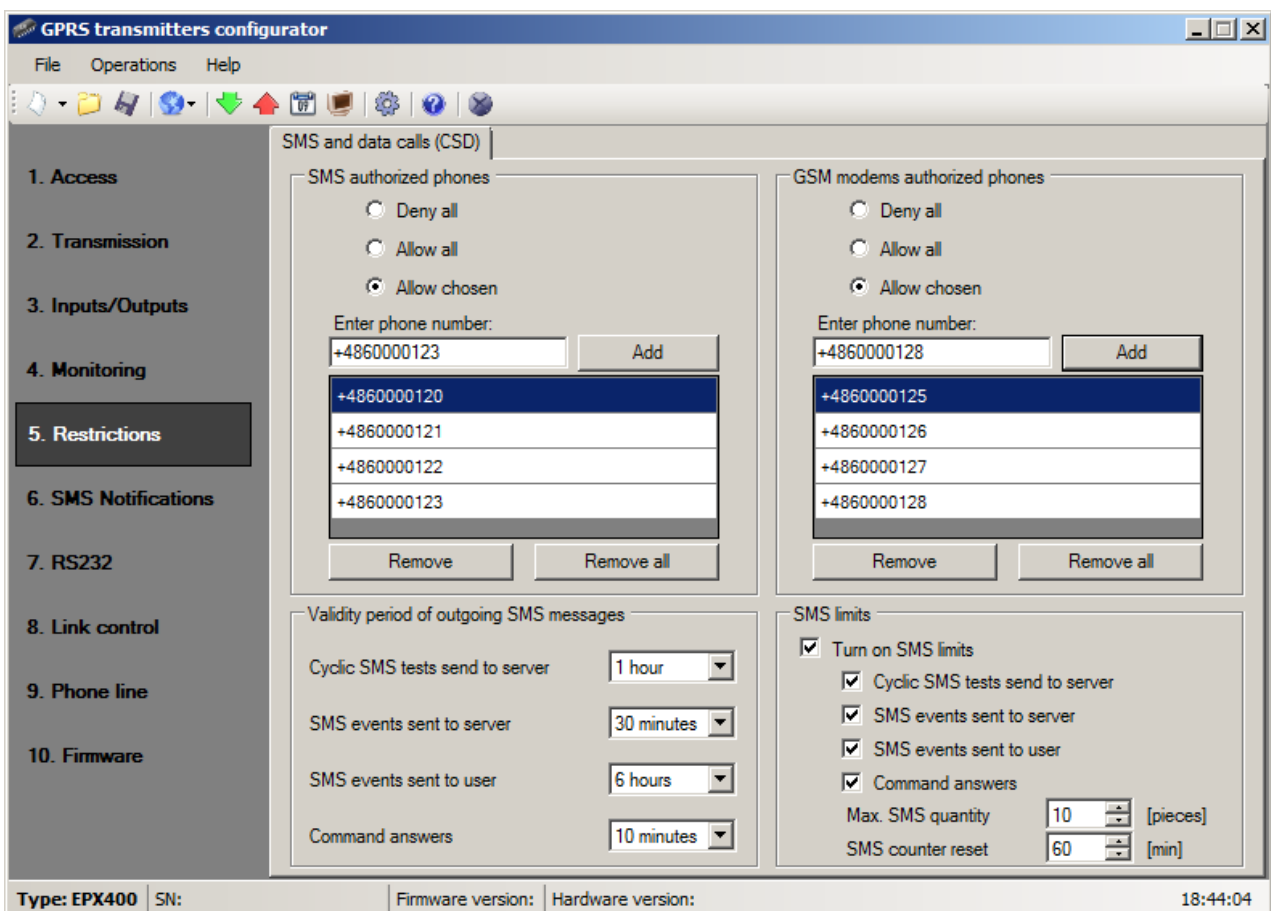 GPRS transmitters configurator
File Operations Help
SMS and data calls (CSD)
1. Access
2. Transmission
3. Inputs/Outputs
4. Monitoring
5. Restrictions
6. SMS Notifications
7. RS232
8. Link control
9. Phone line
10. Firmware
SMS authorized phones
Deny all
Allow all
Allow chosen
Enter phone number:
+4860000123 Add
+4860000120
+4860000121
+4860000122
+4860000123
Remove Remove all
GSM modems authorized phones
Deny all
Allow all
Allow chosen
Enter phone number:
+4860000128 Add
+4860000125
+4860000126
+4860000127
+4860000128
Remove Remove all
Validity period of outgoing SMS messages
Cyclic SMS tests send to server 1 hour
SMS events sent to server 30 minutes
SMS events sent to user 6 hours
Command answers 10 minutes
SMS limits
Turn on SMS limits
Cyclic SMS tests send to server
SMS events sent to server
SMS events sent to user
Command answers
Max. SMS quantity 10 [pieces]
SMS counter reset 60 [min]
Type: EPX400 SN: Firmware version: Hardware version: 18:44:04